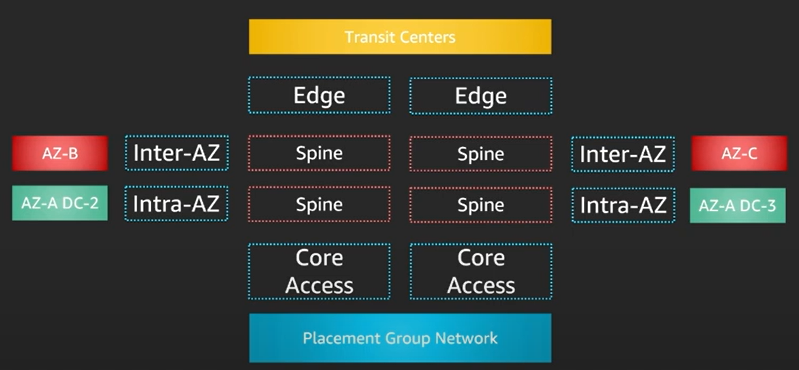 Transit Centers
Edge
Edge
AZ-B
Inter-AZ
Spine
Spine
Inter-AZ
AZ-C
AZ-A DC-2
Intra-AZ
Spine
Spine
Intra-AZ
AZ-A DC-3
Core
Access
Core
Access
Placement Group Network